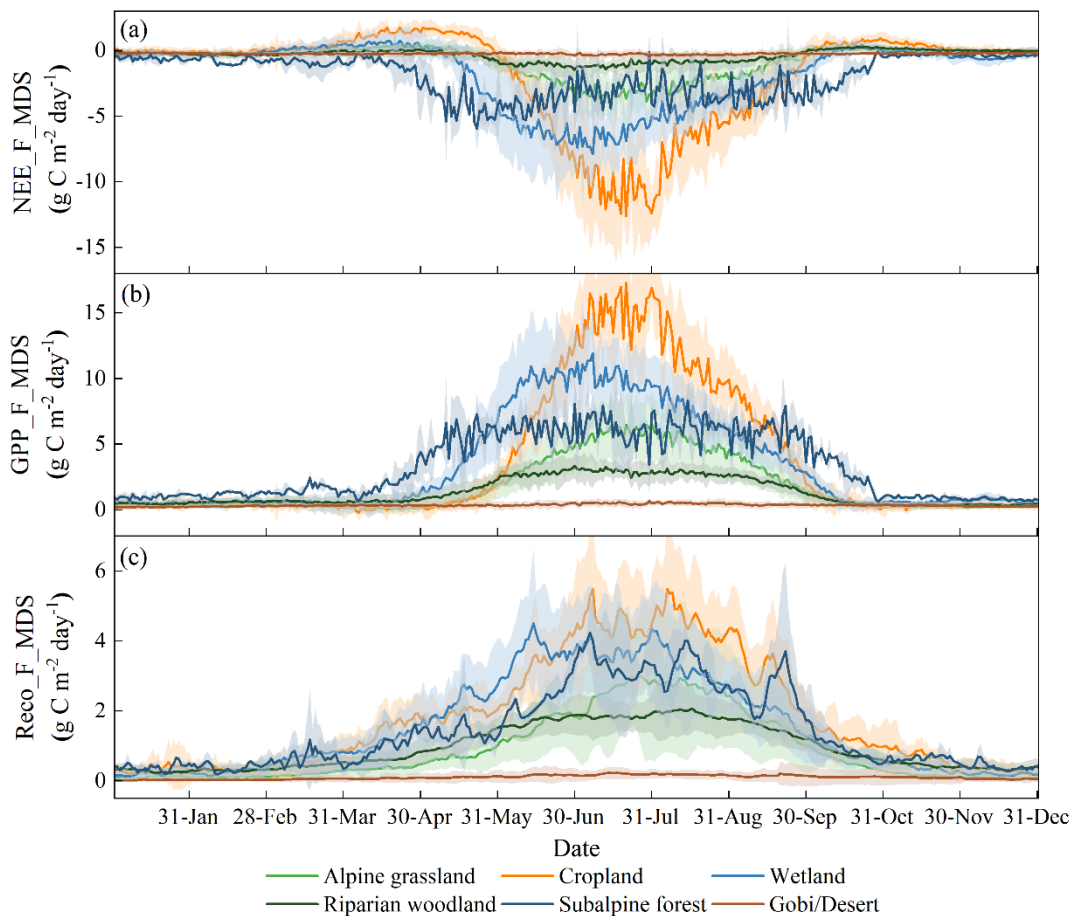 (a)
0
-5
-10
-15
NEE_F_MDS
(g C m-2 day-1)
(b)
15
10
5
0
GPP_F_MDS
(g C m-2 day-1)
(c)
6
4
2
0
Reco_F_MDS
(g C m-2 day-1)
31-Jan 28-Feb 31-Mar 30-Apr 31-May 30-Jun 31-Jul 31-Aug 30-Sep 31-Oct 30-Nov 31-Dec
Date
Alpine grassland Cropland Wetland
Riparian woodland Subalpine forest Gobi/Desert